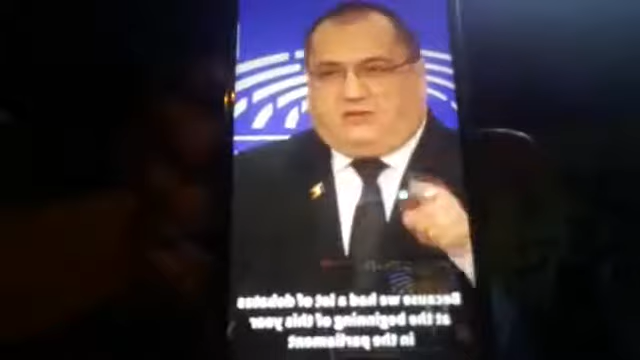 Because we had a lot of debates
at the beginning of this year
in the parliament